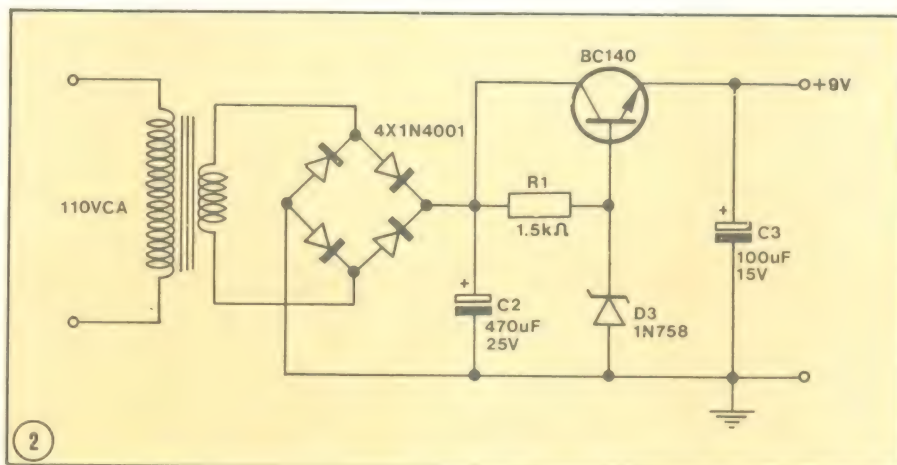 BC140
+9V
4X1N4001
110VCA
R1
1.5kΩ
+
C3
100uF
15V
+
C2
470uF
25V
D3
1N758
2